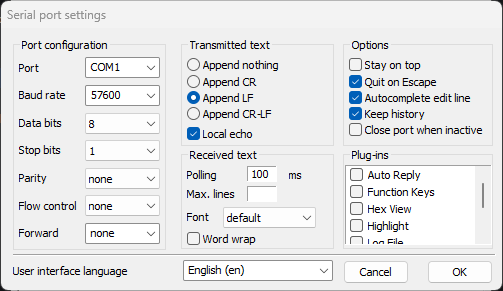 Serial port settings
Port configuration
Port COM1
Baud rate 57600
Data bits 8
Stop bits 1
Parity none
Flow control none
Forward none
Transmitted text
Append nothing
Append CR
Append LF
Append CR-LF
Local echo
Received text
Polling 100 ms
Max. lines
Font default
Word wrap
Options
Stay on top
Quit on Escape
Autocomplete edit line
Keep history
Close port when inactive
Plug-ins
Auto Reply
Function Keys
Hex View
Highlight
Log File
User interface language English (en) Cancel OK